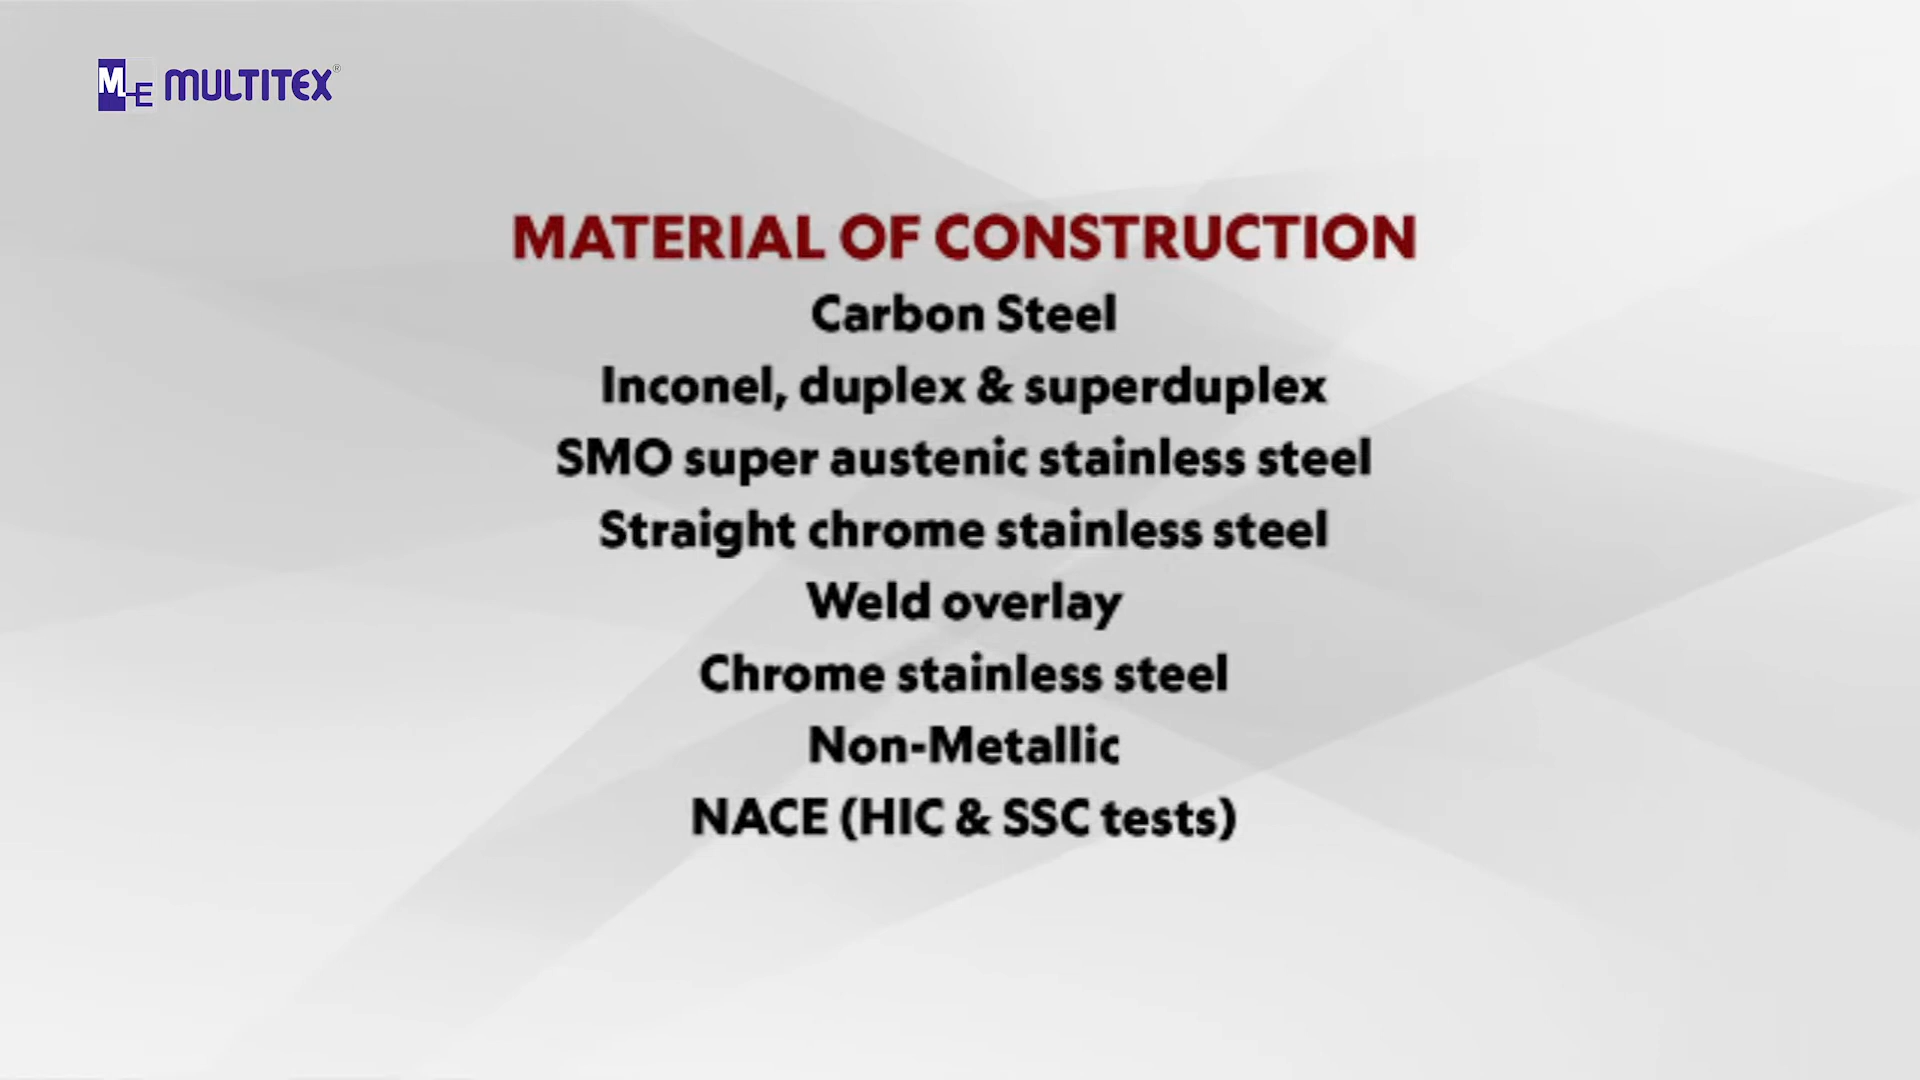 M-E MULTITEX®
MATERIAL OF CONSTRUCTION
Carbon Steel
Inconel, duplex & superduplex
SMO super austenic stainless steel
Straight chrome stainless steel
Weld overlay
Chrome stainless steel
Non-Metallic
NACE (HIC & SSC tests)